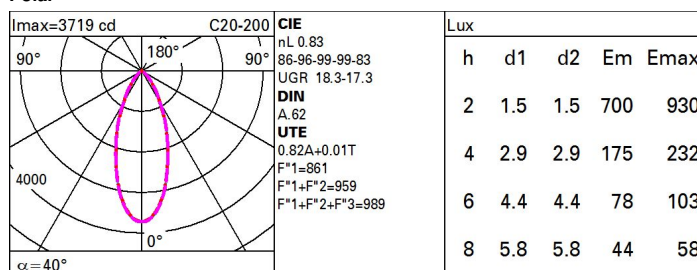 Imax=3719 cd C20-200
90° 180° 90°
4000
0°
α=40°
CIE
nL 0.83
86-96-99-99-83
UGR 18.3-17.3
DIN
A.62
UTE
0.82A+0.01T
F"1=861
F"1+F"2=959
F"1+F"2+F"3=989
Lux
h d1 d2 Em Emax
2 1.5 1.5 700 930
4 2.9 2.9 175 232
6 4.4 4.4 78 103
8 5.8 5.8 44 58